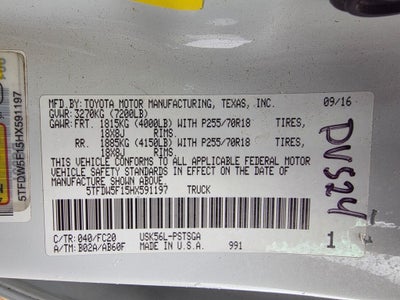 MFD.BY:TOYOTA MOTOR MANUFACTURING, TEXAS, INC. 09/16
GVWR:3270KG (7200LB)
GAWR:FRT. 1815KG (4000LB) WITH P255/70R18 TIRES,
18X8J RIMS.
RR. 1885KG (4150LB) WITH P255/70R18 TIRES,
18X8J RIMS.
THIS VEHICLE CONFORMS TO ALL APPLICABLE FEDERAL MOTOR
VEHICLE SAFETY STANDARDS IN EFFECT ON THE DATE
OF MANUFACTURE SHOWN ABOVE.
5TFDW5F15HX591197 TRUCK
C/TR:040/FC20 USK56L-PSTSGA
A/TM:B02A/AB60F 991
1
DVS24
5TFDW5F15HX591197